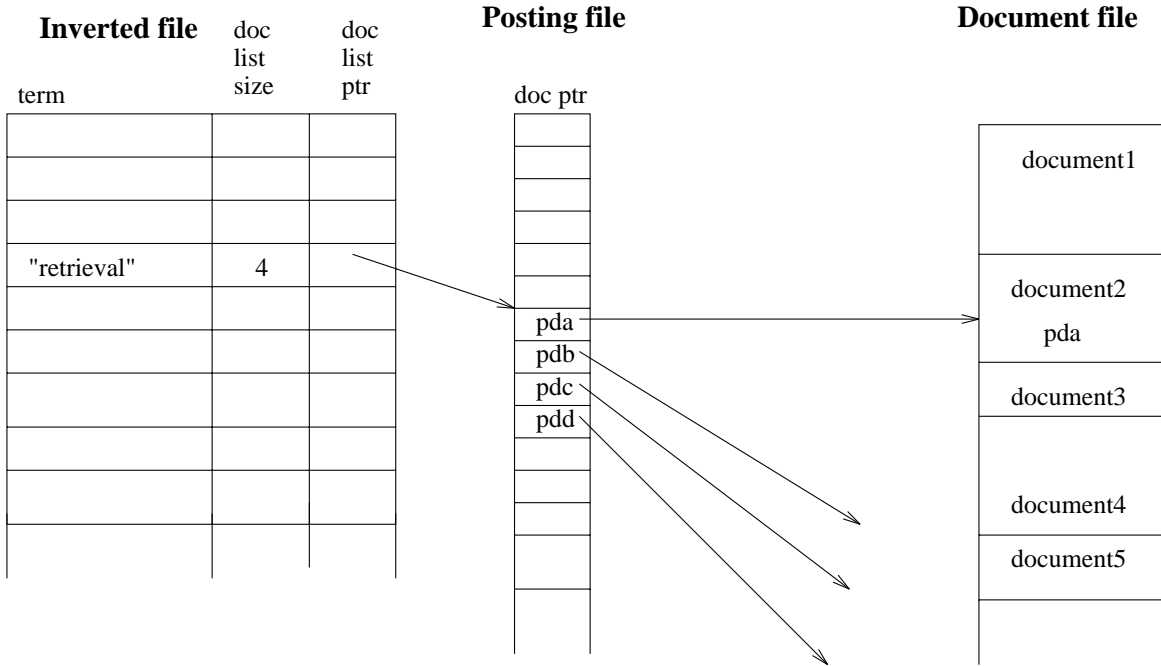 Inverted file
doc
list
size
doc
list
ptr
term
"retrieval"
4
Posting file
doc ptr
pda
pdb
pdc
pdd
Document file
document1
document2
pda
document3
document4
document5